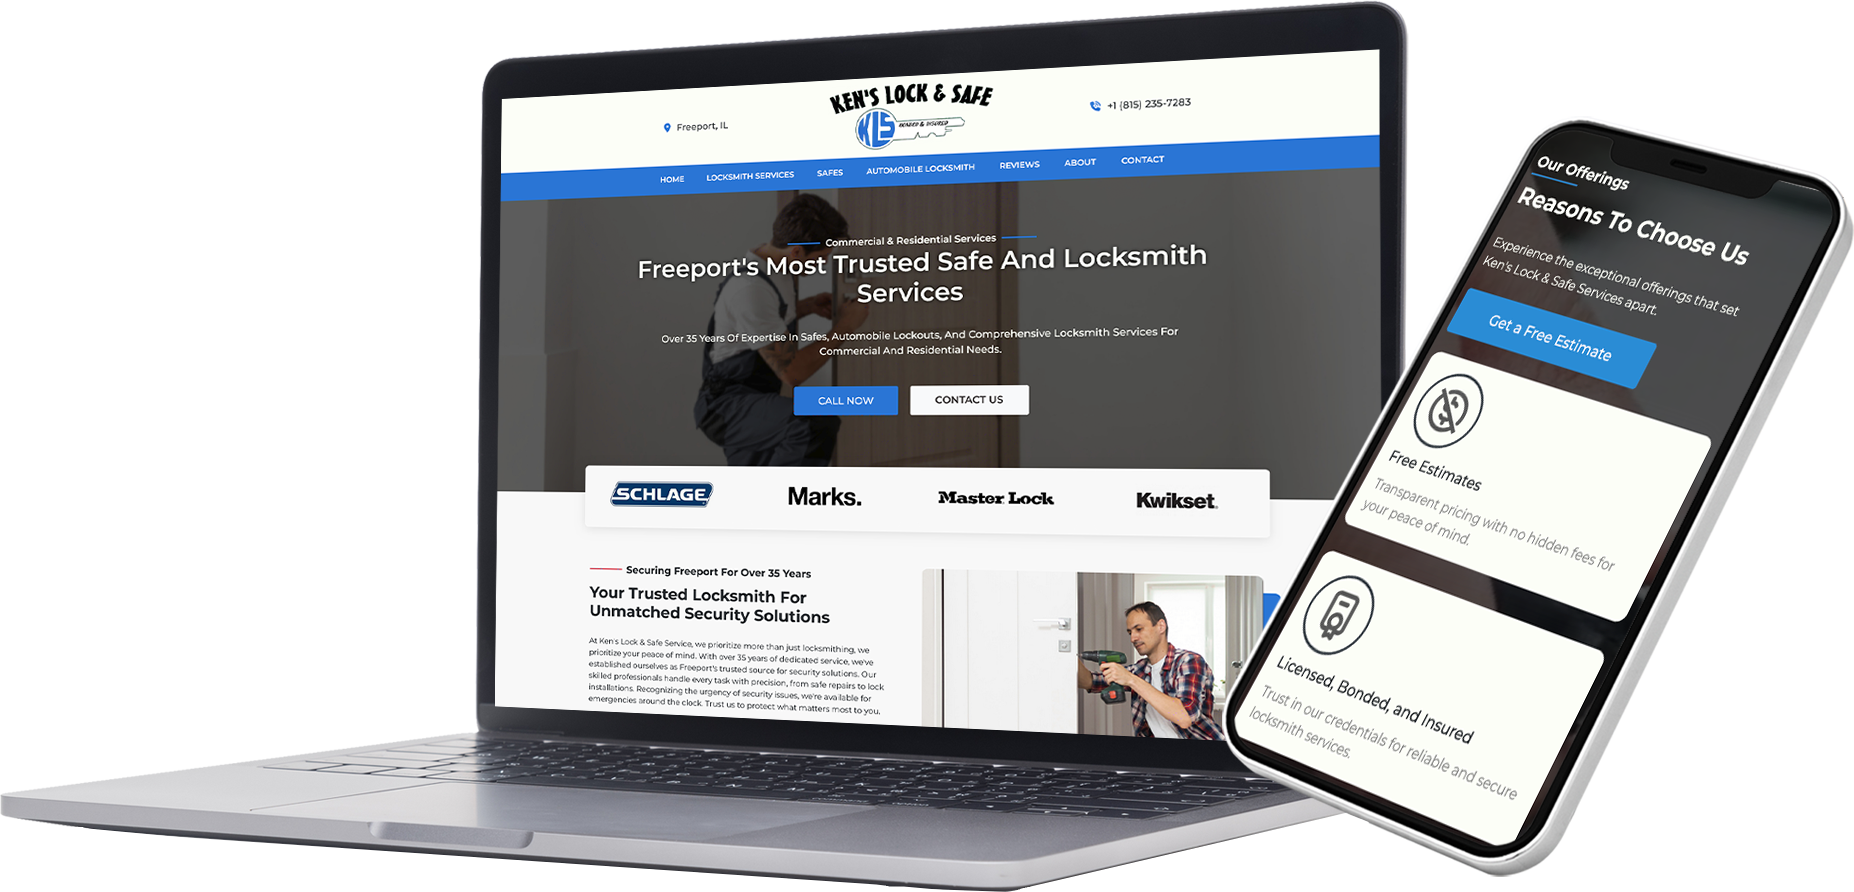 KEN'S LOCK & SAFE
KLS
BONDED & INSURED
Freeport, IL
+1 (815) 235-7283
HOME LOCKSMITH SERVICES SAFES AUTOMOBILE LOCKSMITH REVIEWS ABOUT CONTACT
Commercial & Residential Services
Freeport's Most Trusted Safe And Locksmith
Services
Over 35 Years Of Expertise In Safes, Automobile Lockouts, And Comprehensive Locksmith Services For
Commercial And Residential Needs.
CALL NOW CONTACT US
SCHLAGE Marks. Master Lock Kwikset
Securing Freeport For Over 35 Years
Your Trusted Locksmith For
Unmatched Security Solutions
At Ken's Lock & Safe Service, we prioritize more than just locksmithing, we
prioritize your peace of mind. With over 35 years of dedicated service, we've
established ourselves as Freeport's trusted source for security solutions. Our
skilled professionals handle every task with precision, from safe repairs to lock
installations. Recognizing the urgency of security issues, we're available for
emergencies around the clock. Trust us to protect what matters most to you.
Our Offerings
Reasons To Choose Us
Experience the exceptional offerings that set
Ken's Lock & Safe Services apart.
Get a Free Estimate
Free Estimates
Transparent pricing with no hidden fees for
your peace of mind.
Licensed, Bonded, and Insured
Trust in our credentials for reliable and secure
locksmith services.